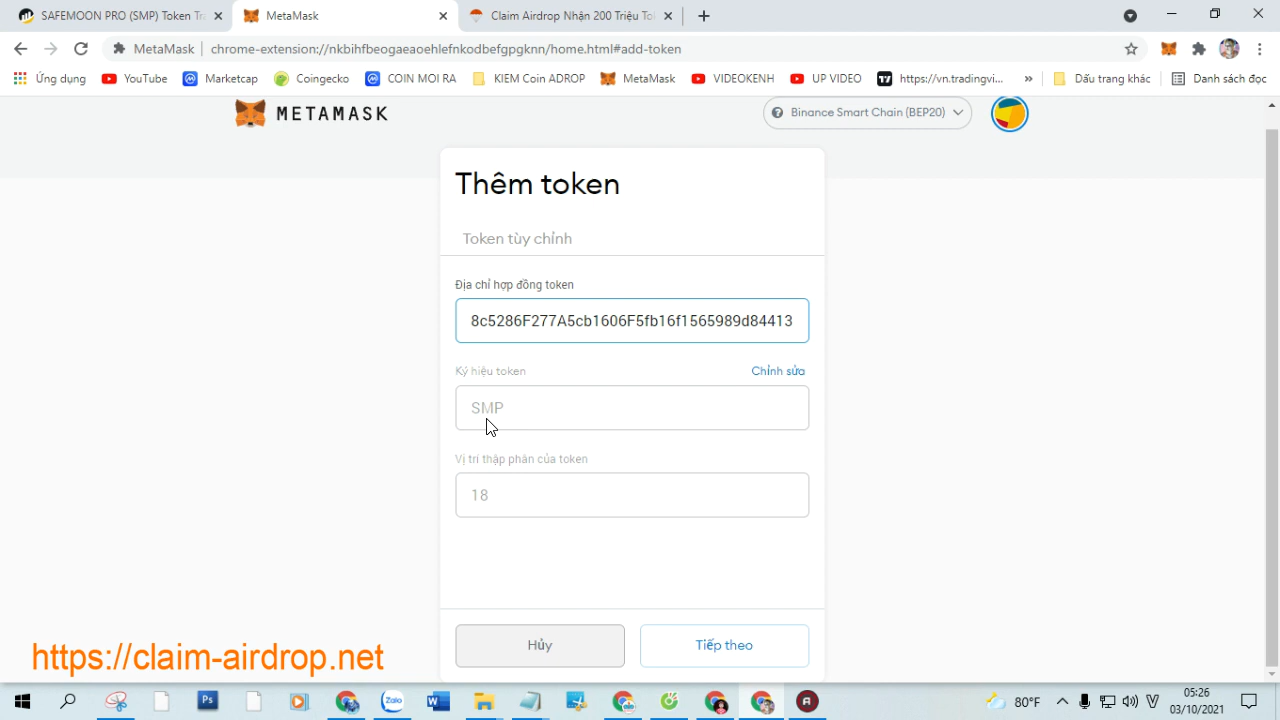 SAFEMOON PRO (SMP) Token Tra
MetaMask
Claim Airdrop Nhận 200 Triệu Tok
MetaMask
chrome-extension://nkbihfbeogaeaoehlefnkodbefgpgknn/home.html#add-token
Ứng dụng
YouTube
Marketcap
Coingecko
COIN MOI RA
KIEM Coin ADROP
MetaMask
VIDEOKENH
UP VIDEO
https://vn.tradingvi...
»
Dấu trang khác
Danh sách đọc
METAMASK
Binance Smart Chain (BEP20)
Thêm token
Token tùy chỉnh
Địa chỉ hợp đồng token
8c5286F277A5cb1606F5fb16f1565989d84413
Ký hiệu token
Chỉnh sửa
SMP
Vị trí thập phân của token
18
Hủy
Tiếp theo
https://claim-airdrop.net
80°F
05:26
03/10/2021